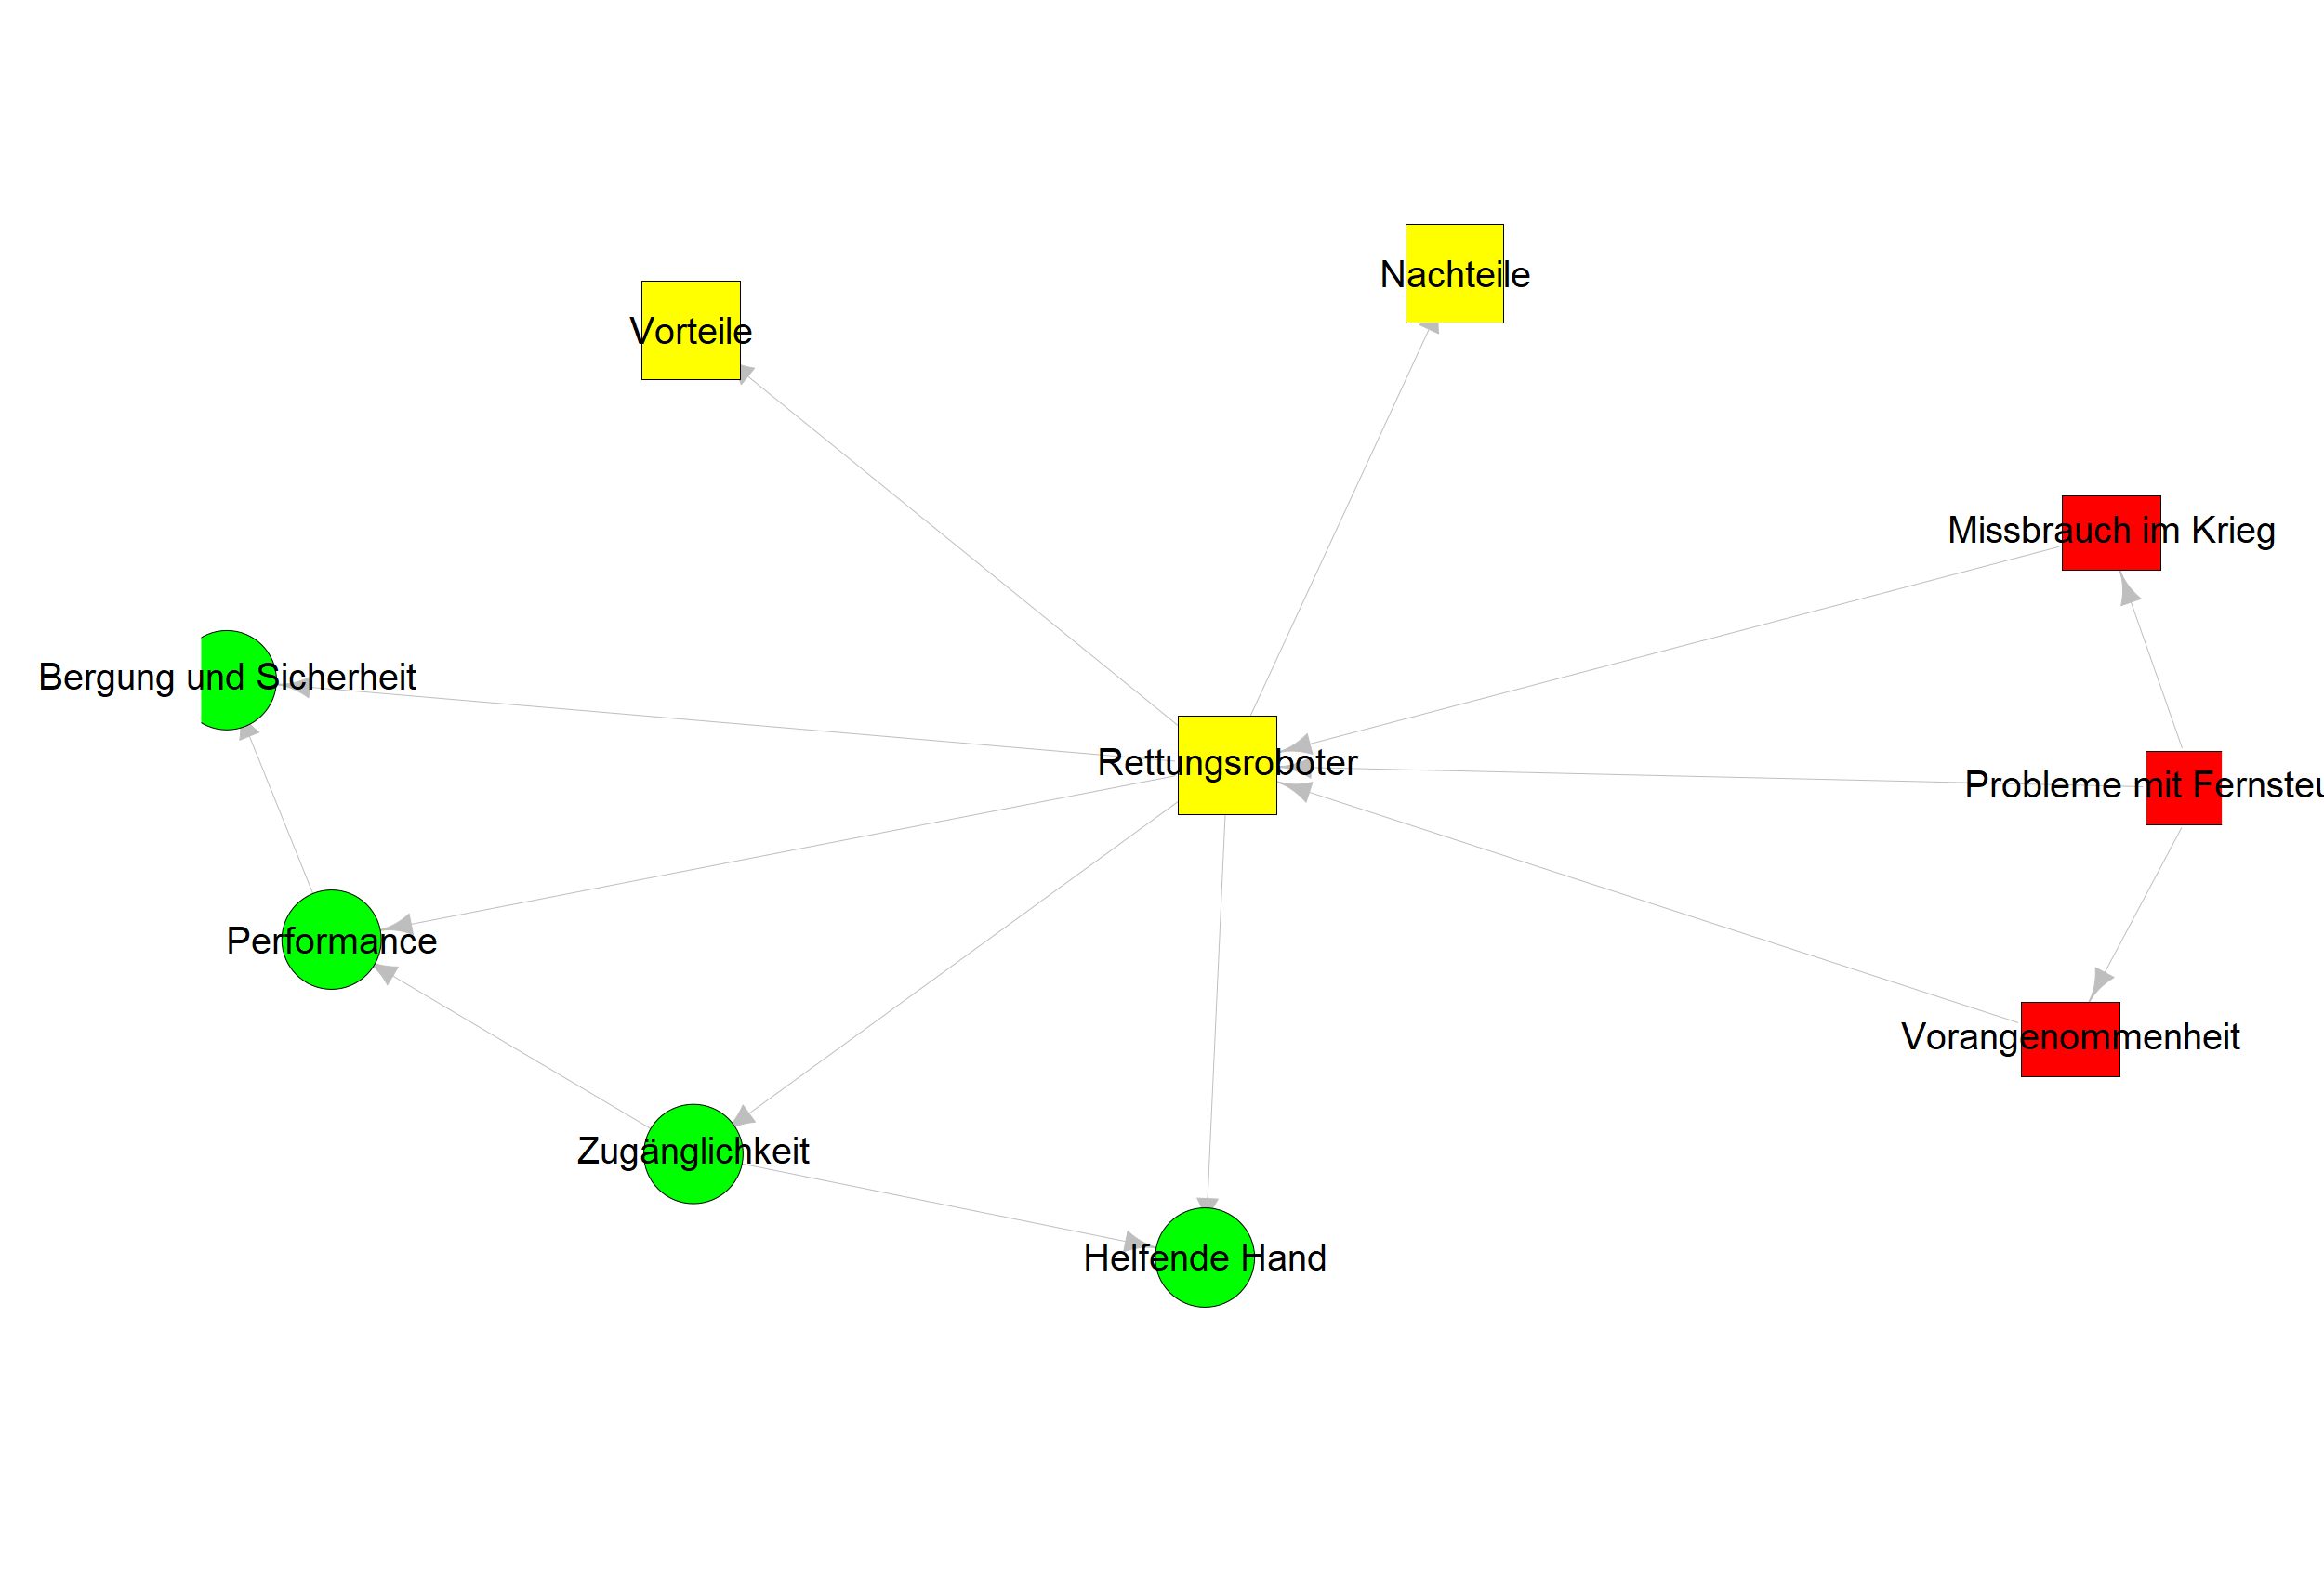 Nachteile
Vorteile
Missbrauch im Krieg
Bergung und Sicherheit
Rettungsroboter
Probleme mit Fernsteu
Performance
Vorangenommenheit
Zugänglichkeit
Helfende Hand